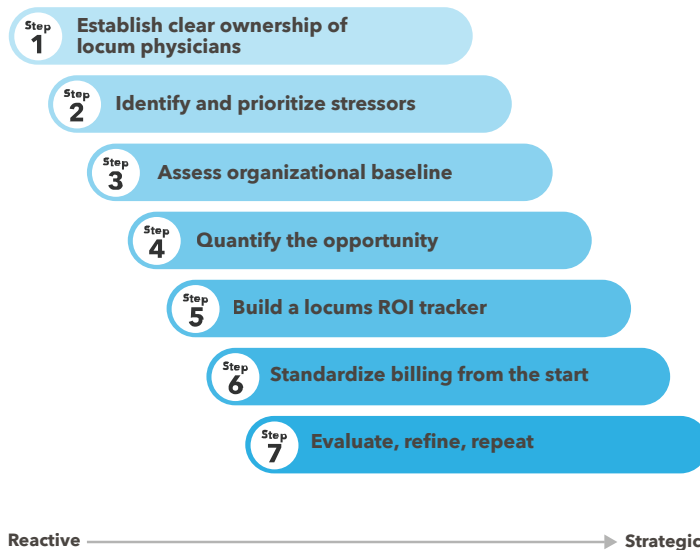 Step
1
Establish clear ownership of
locum physicians
Step
2
Identify and prioritize stressors
Step
3
Assess organizational baseline
Step
4
Quantify the opportunity
Step
5
Build a locums ROI tracker
Step
6
Standardize billing from the start
Step
7
Evaluate, refine, repeat
Reactive
Strategic